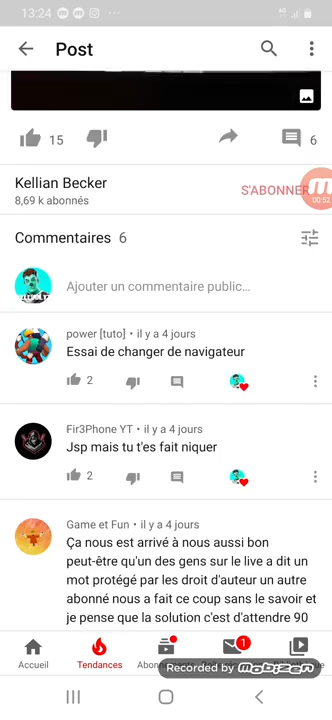 13:24
Post
15
6
Kellian Becker
S'ABONNER
8,69 k abonnés
00:52
Commentaires 6
Ajouter un commentaire public...
power [tuto] • il y a 4 jours
Essai de changer de navigateur
2
Fir3Phone YT • il y a 4 jours
Jsp mais tu t'es fait niquer
2
Game et Fun • il y a 4 jours
Ça nous est arrivé à nous aussi bon
peut-être qu'un des gens sur le live a dit un
mot protégé par les droit d'auteur un autre
abonné nous a fait ce coup sans le savoir et
je pense que la solution c'est d'attendre 90
1
Accueil
Tendances
Recorded by mobizen